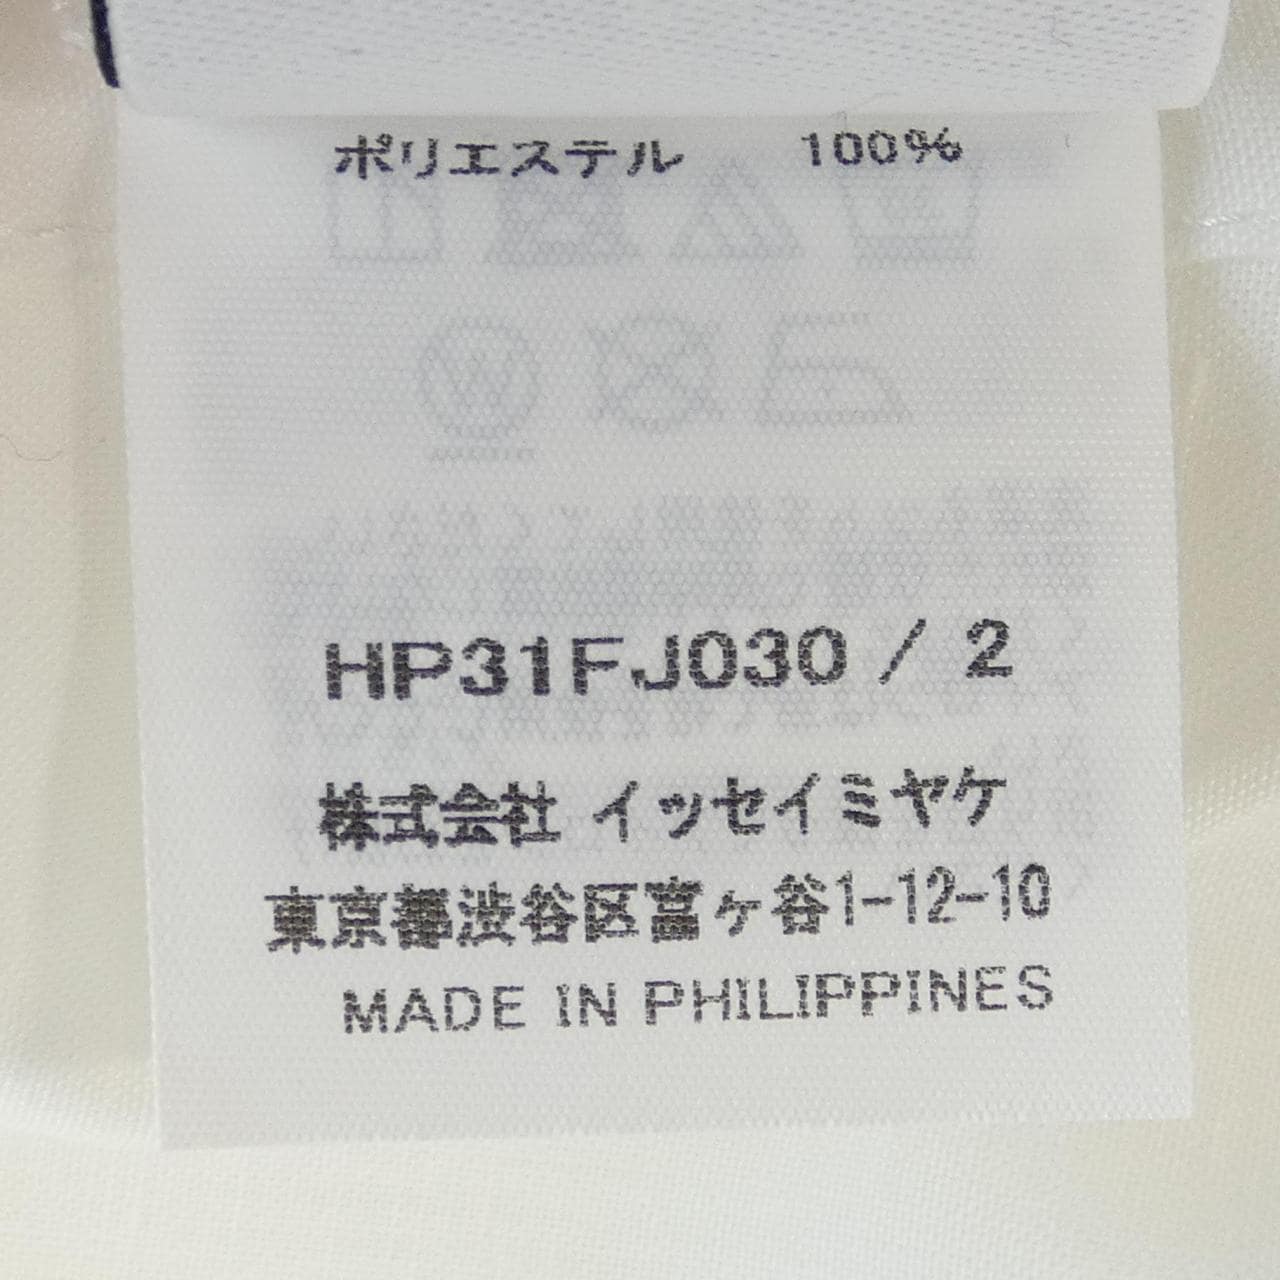 ポリエステル 100%
HP31FJ030 / 2
株式会社 イッセイミヤケ
東京都渋谷区富ヶ谷1-12-10
MADE IN PHILIPPINES